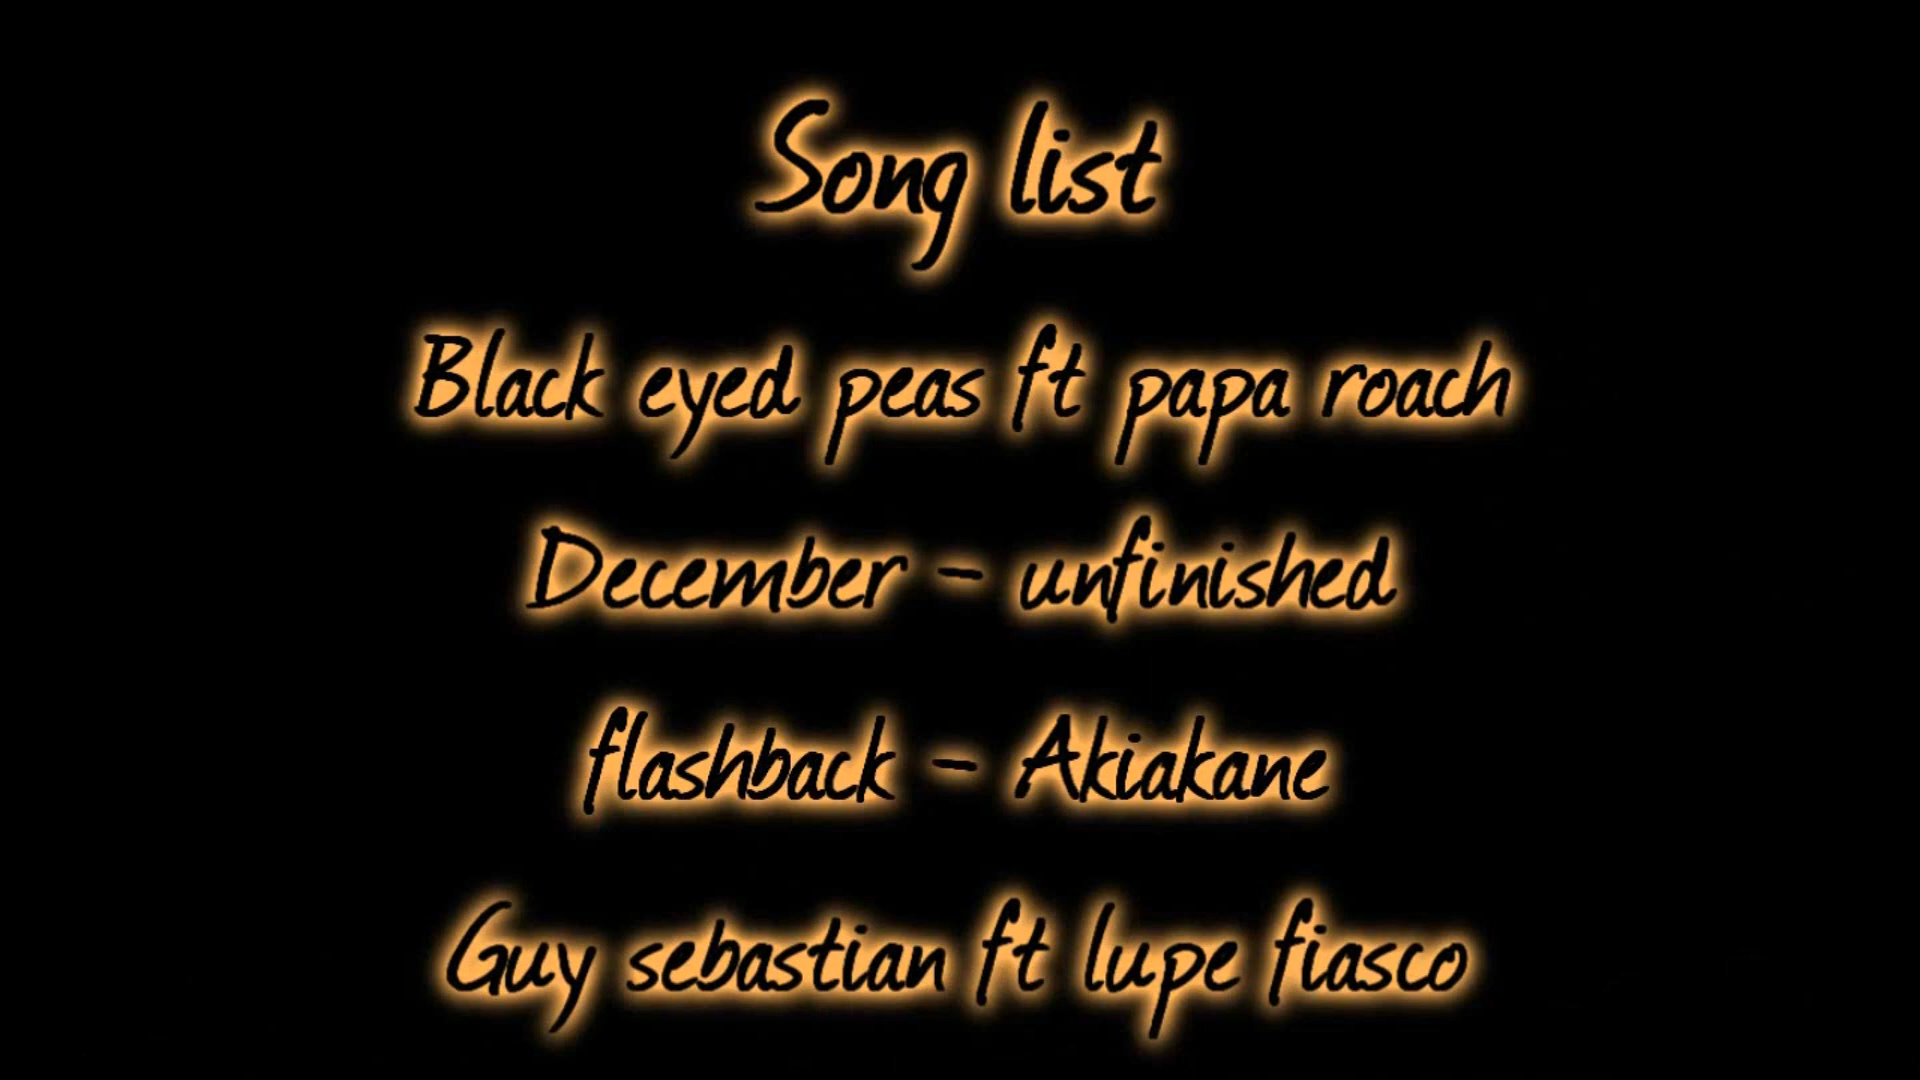 Song list
Black eyed peas ft papa roach
December - unfinished
flashback - Akiakane
Guy sebastian ft lupe fiasco